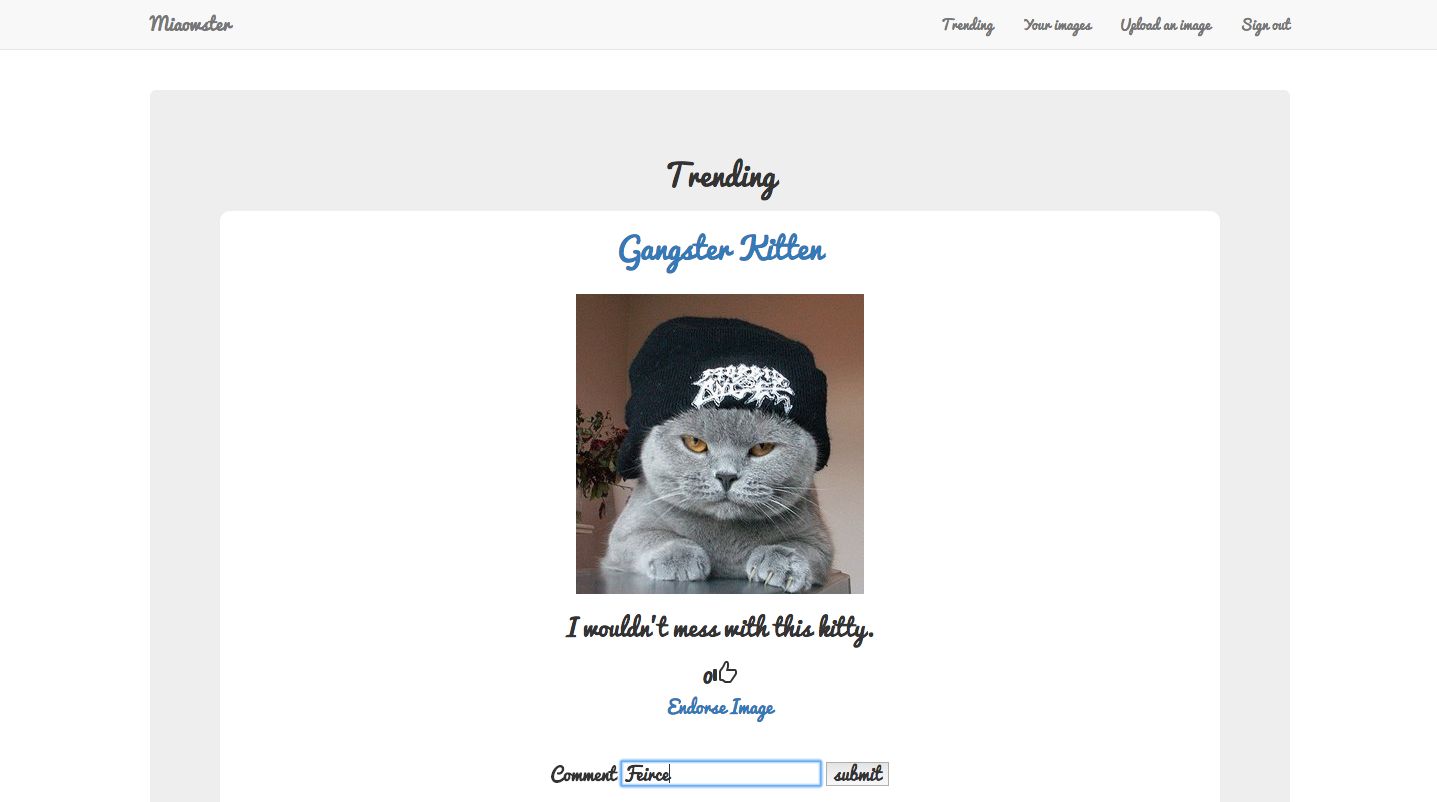 Miaowster Trending Your images Upload an image Sign out
Trending
Gangster Kitten
I wouldn't mess with this kitty.
0
Endorse Image
Comment Feirce submit